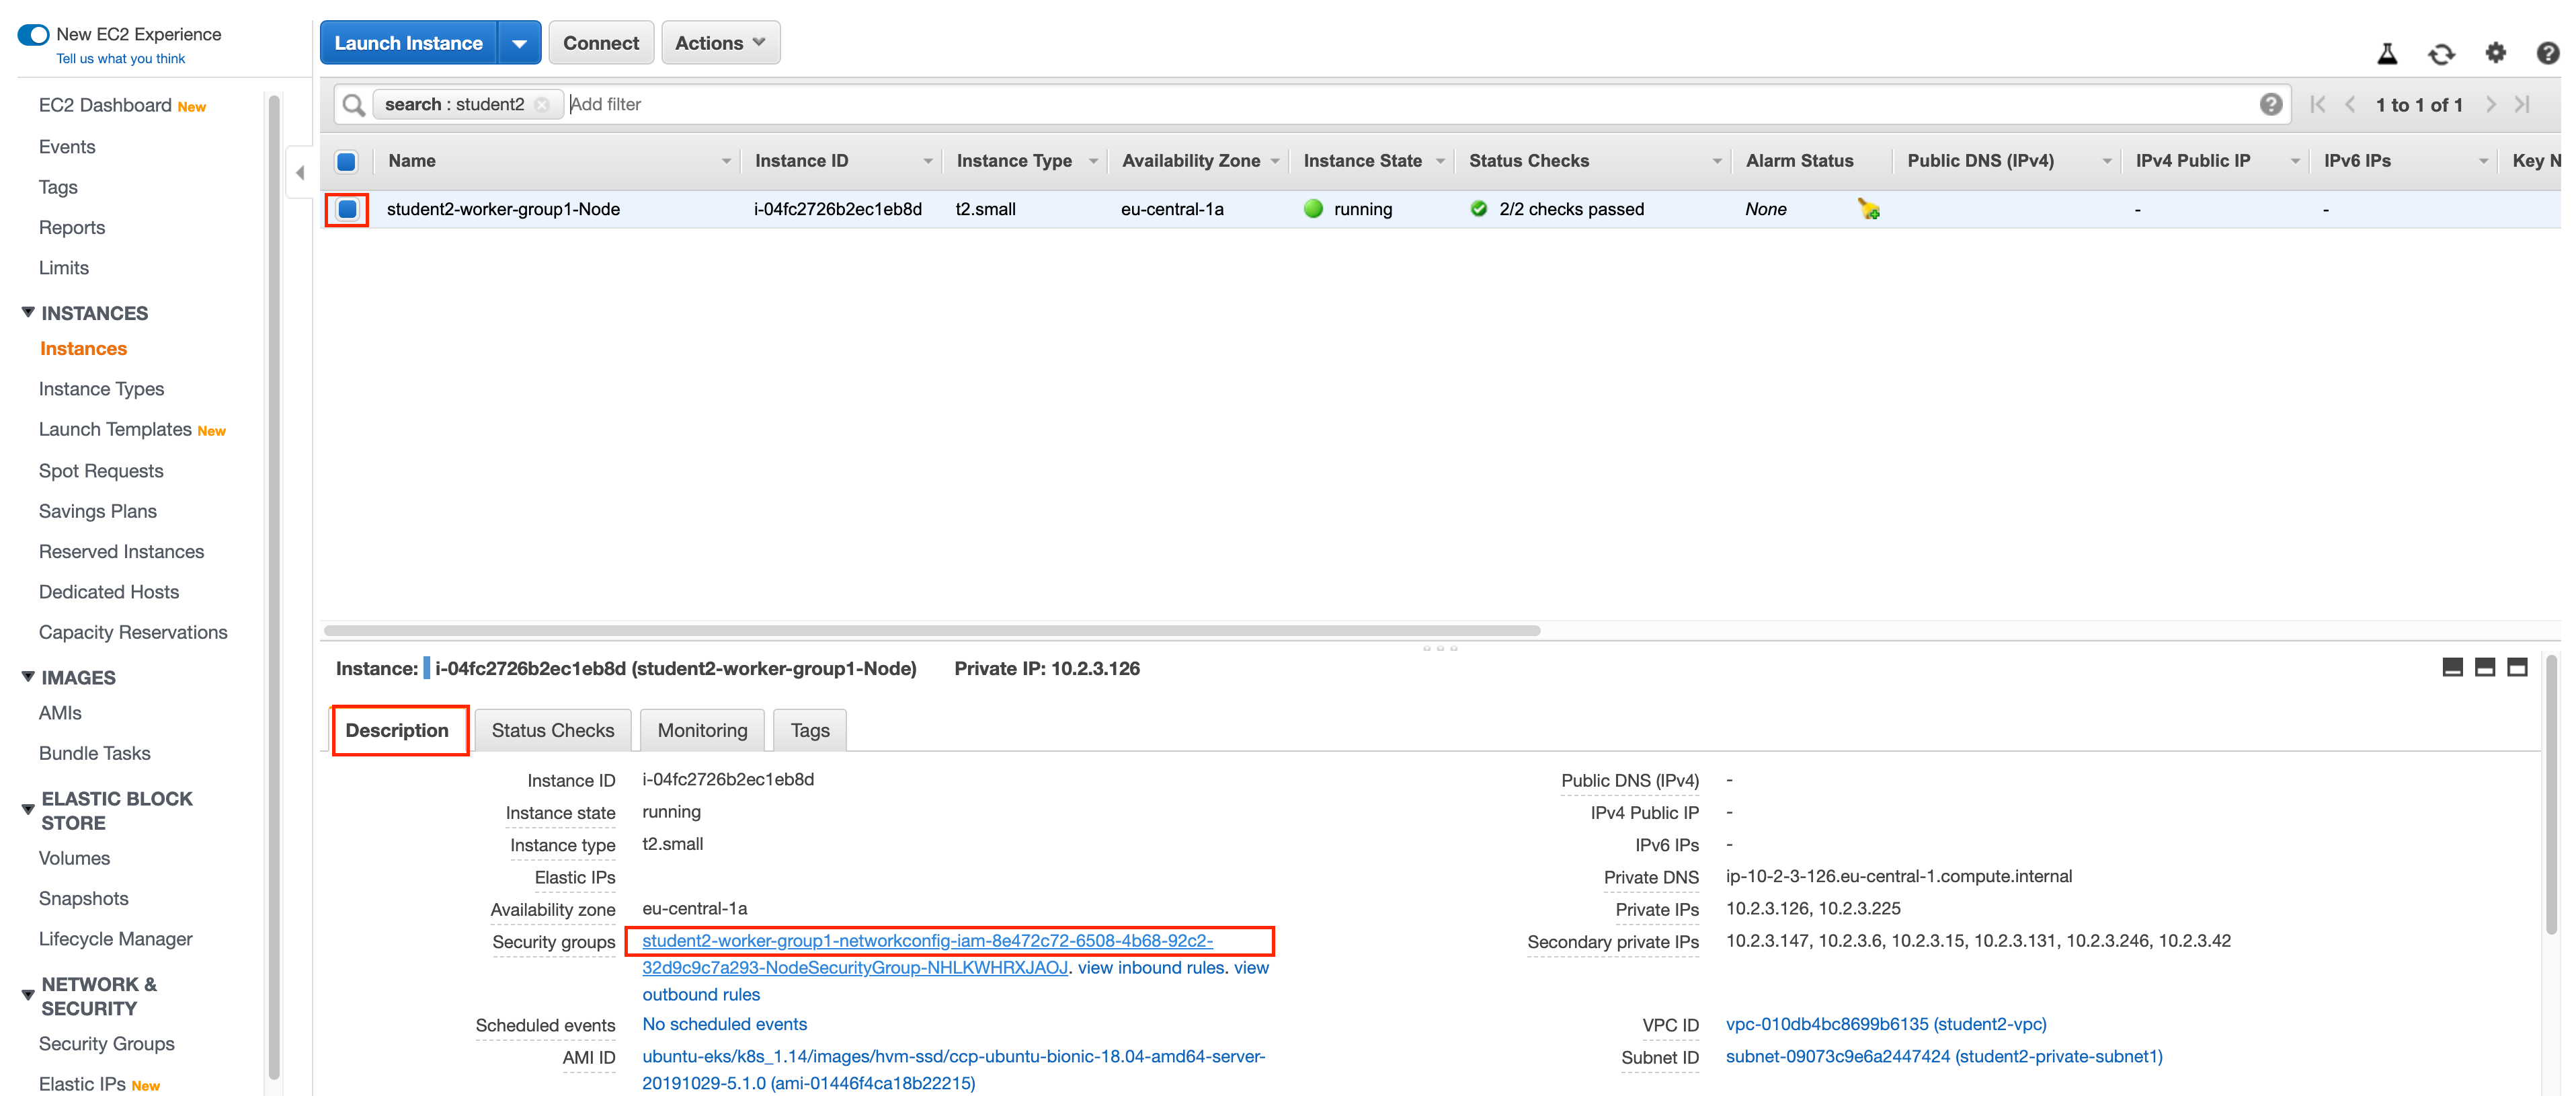 New EC2 Experience
Tell us what you think
EC2 Dashboard New
Events
Tags
Reports
Limits
INSTANCES
Instances
Instance Types
Launch Templates New
Spot Requests
Savings Plans
Reserved Instances
Dedicated Hosts
Capacity Reservations
IMAGES
AMIs
Bundle Tasks
ELASTIC BLOCK
STORE
Volumes
Snapshots
Lifecycle Manager
NETWORK &
SECURITY
Security Groups
Elastic IPs New
Launch Instance Connect Actions
search : student2 Add filter 1 to 1 of 1
Name Instance ID Instance Type Availability Zone Instance State Status Checks Alarm Status Public DNS (IPv4) IPv4 Public IP IPv6 IPs Key N
student2-worker-group1-Node i-04fc2726b2ec1eb8d t2.small eu-central-1a running 2/2 checks passed None - -
Instance: i-04fc2726b2ec1eb8d (student2-worker-group1-Node) Private IP: 10.2.3.126
Description Status Checks Monitoring Tags
Instance ID i-04fc2726b2ec1eb8d Public DNS (IPv4) -
Instance state running IPv4 Public IP -
Instance type t2.small IPv6 IPs -
Elastic IPs Private DNS ip-10-2-3-126.eu-central-1.compute.internal
Availability zone eu-central-1a Private IPs 10.2.3.126, 10.2.3.225
Security groups student2-worker-group1-networkconfig-iam-8e472c72-6508-4b68-92c2- Secondary private IPs 10.2.3.147, 10.2.3.6, 10.2.3.15, 10.2.3.131, 10.2.3.246, 10.2.3.42
32d9c9c7a293-NodeSecurityGroup-NHLKWHRXJAOJ. view inbound rules. view
outbound rules
Scheduled events No scheduled events VPC ID vpc-010db4bc8699b6135 (student2-vpc)
AMI ID ubuntu-eks/k8s_1.14/images/hvm-ssd/ccp-ubuntu-bionic-18.04-amd64-server- Subnet ID subnet-09073c9e6a2447424 (student2-private-subnet1)
20191029-5.1.0 (ami-01446f4ca18b22215)